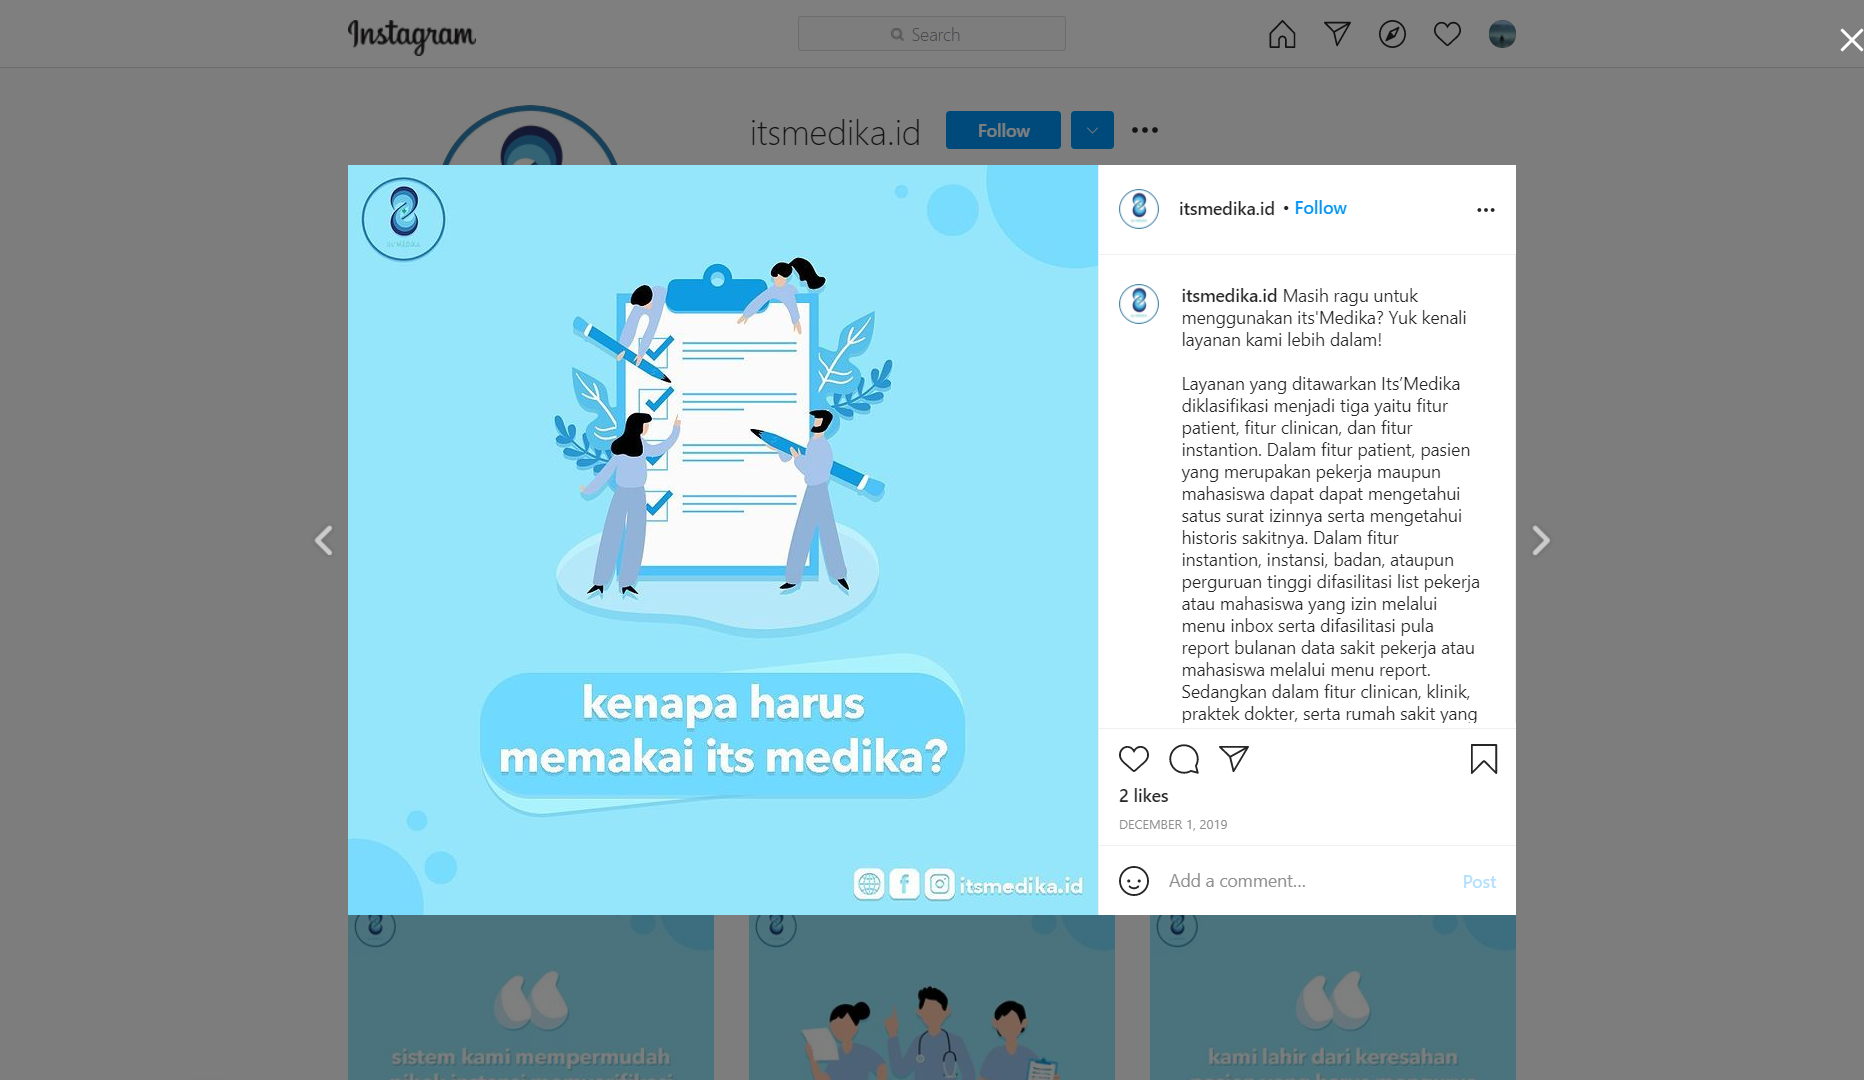 Instagram
Search
itsmedika.id
Follow
ITS'MEDIKA
kenapa harus
memakai its medika?
itsmedika.id
itsmedika.id • Follow
itsmedika.id Masih ragu untuk
menggunakan its'Medika? Yuk kenali
layanan kami lebih dalam!
Layanan yang ditawarkan Its’Medika
diklasifikasi menjadi tiga yaitu fitur
patient, fitur clinican, dan fitur
instantion. Dalam fitur patient, pasien
yang merupakan pekerja maupun
mahasiswa dapat dapat mengetahui
satus surat izinnya serta mengetahui
historis sakitnya. Dalam fitur
instantion, instansi, badan, ataupun
perguruan tinggi difasilitasi list pekerja
atau mahasiswa yang izin melalui
menu inbox serta difasilitasi pula
report bulanan data sakit pekerja atau
mahasiswa melalui menu report.
Sedangkan dalam fitur clinican, klinik,
praktek dokter, serta rumah sakit yang
2 likes
DECEMBER 1, 2019
Add a comment...
Post
sistem kami mempermudah
kami lahir dari keresahan